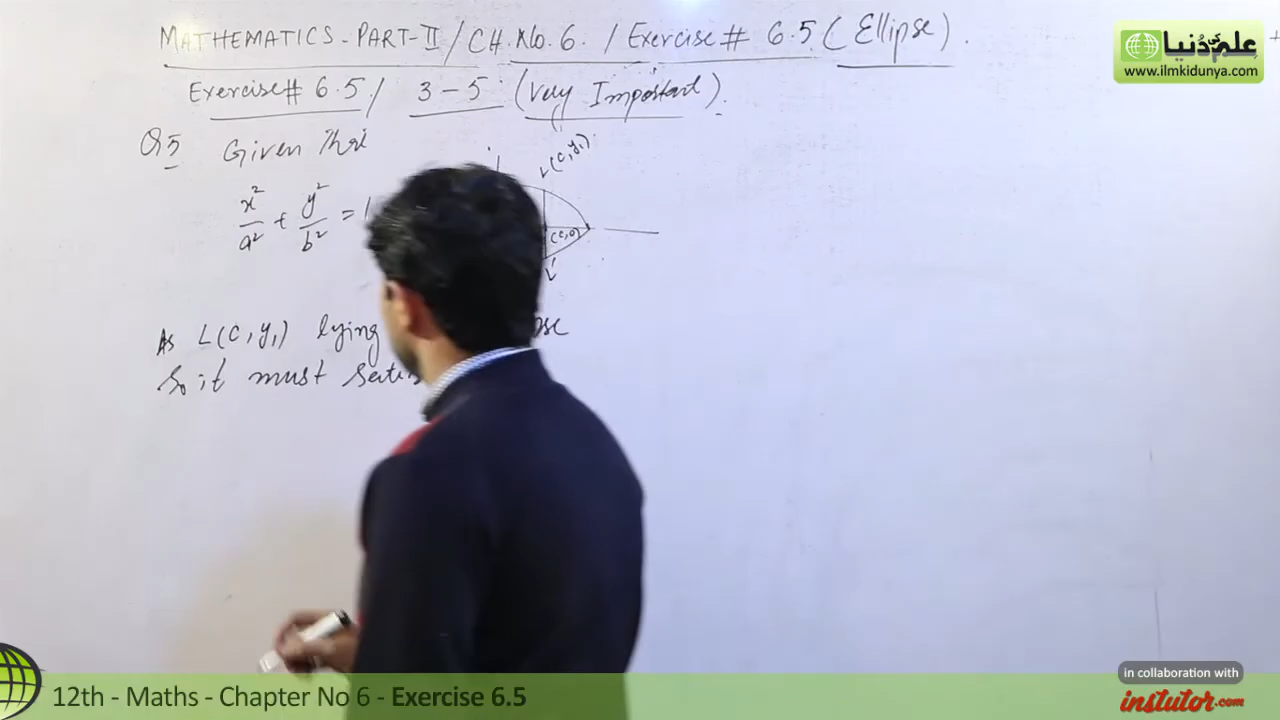 MATHEMATICS-PART-II / CH. No. 6. / Exercise # 6.5 ( Ellipse ).
Exercise # 6.5 / 3 - 5 (Very Important).
علم کی دنیا
www.ilmkidunya.com
Q5 Given that
x²/a² + y²/b² = 1
L(c, y₁)
(c,0)
L'
As L(c, y₁) lying
So it must
12th - Maths - Chapter No 6 - Exercise 6.5
in collaboration with
instutor.com